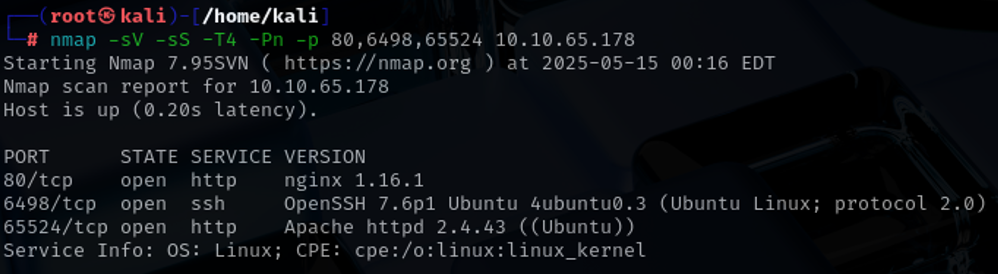 ┌──(root㉿kali)-[/home/kali]
└─# nmap -sV -sS -T4 -Pn -p 80,6498,65524 10.10.65.178
Starting Nmap 7.95SVN ( https://nmap.org ) at 2025-05-15 00:16 EDT
Nmap scan report for 10.10.65.178
Host is up (0.20s latency).
PORT      STATE SERVICE VERSION
80/tcp    open  http    nginx 1.16.1
6498/tcp  open  ssh     OpenSSH 7.6p1 Ubuntu 4ubuntu0.3 (Ubuntu Linux; protocol 2.0)
65524/tcp open  http    Apache httpd 2.4.43 ((Ubuntu))
Service Info: OS: Linux; CPE: cpe:/o:linux:linux_kernel